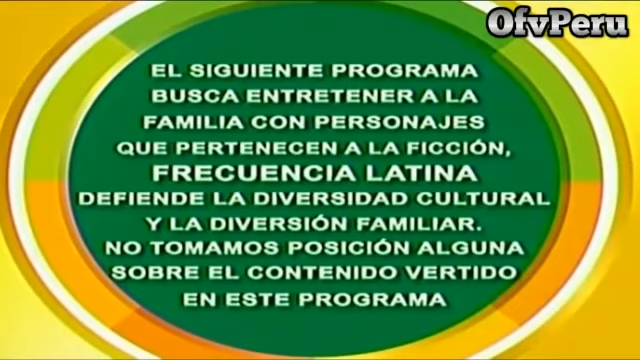 OfvPeru
EL SIGUIENTE PROGRAMA
BUSCA ENTRETENER A LA
FAMILIA CON PERSONAJES
QUE PERTENECEN A LA FICCIÓN,
FRECUENCIA LATINA
DEFIENDE LA DIVERSIDAD CULTURAL
Y LA DIVERSIÓN FAMILIAR.
NO TOMAMOS POSICIÓN ALGUNA
SOBRE EL CONTENIDO VERTIDO
EN ESTE PROGRAMA